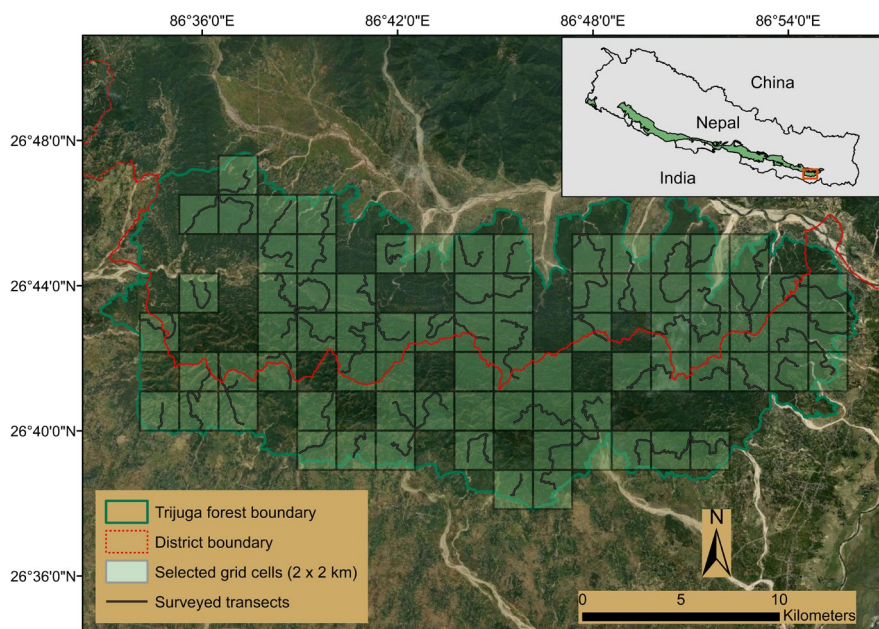 86°36'0"E 86°42'0"E 86°48'0"E 86°54'0"E
China
Nepal
India
26°48'0"N
26°44'0"N
26°40'0"N
26°36'0"N
Trijuga forest boundary
District boundary
Selected grid cells (2 x 2 km)
Surveyed transects
N
0 5 10
Kilometers